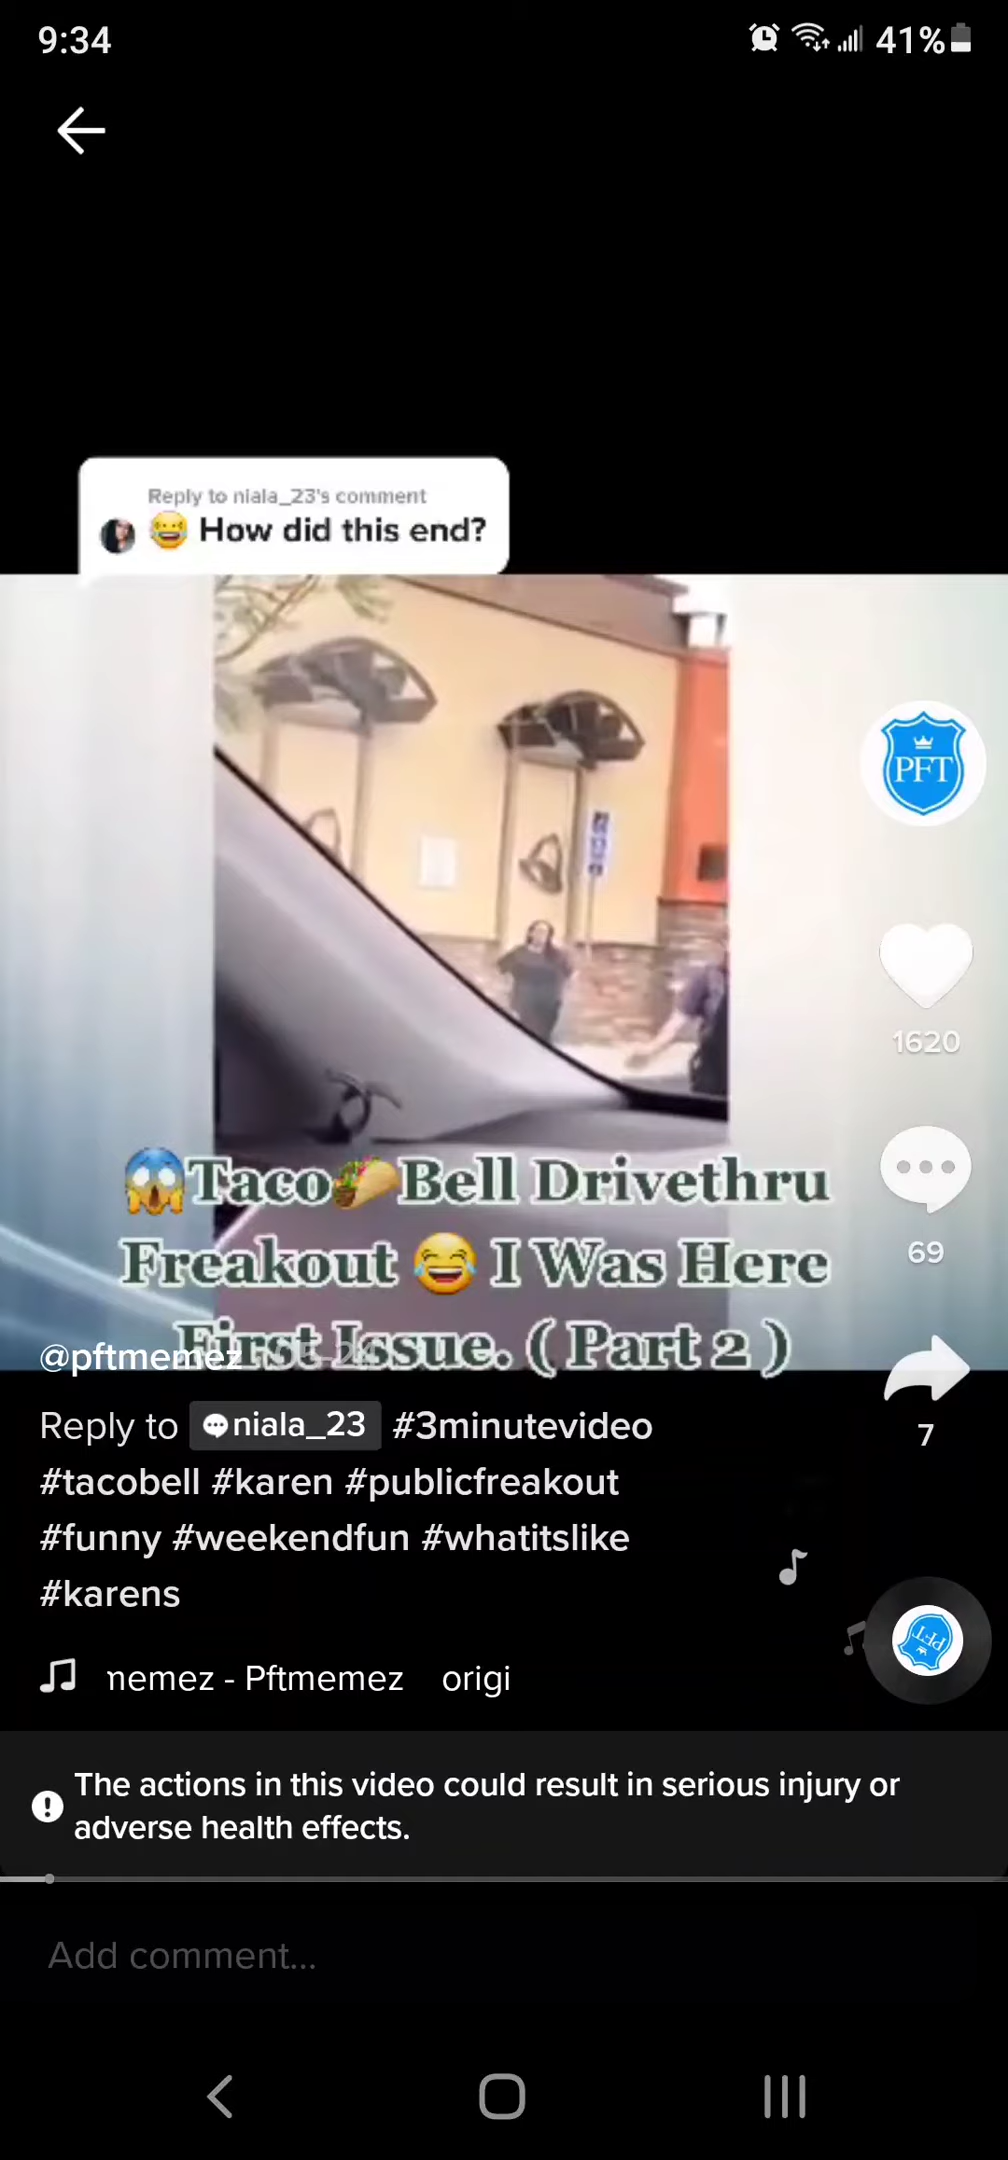 9:34
41%
Reply to niala_23's comment
😂 How did this end?
PFT
1620
😱Taco🌮Bell Drivethru
69
Freakout 😂 I Was Here
First Issue. ( Part 2 )
@pftmemez
7
Reply to niala_23 #3minutevideo
#tacobell #karen #publicfreakout
#funny #weekendfun #whatitslike
#karens
PFT
memez - Pftmemez origi
The actions in this video could result in serious injury or
adverse health effects.
Add comment...